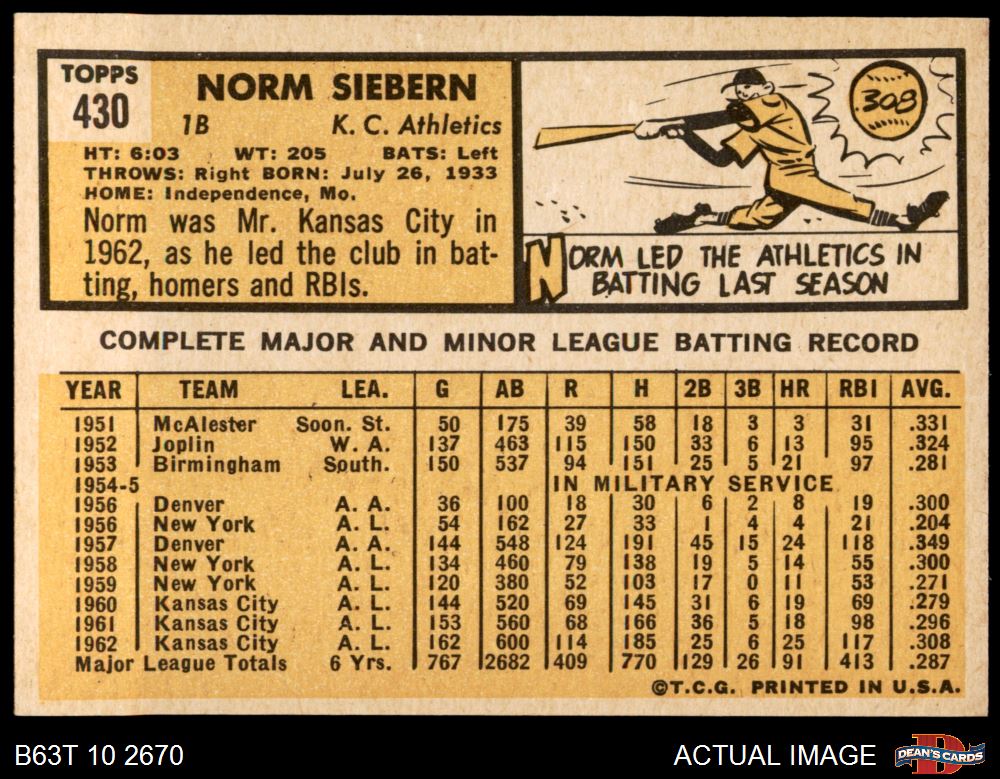 TOPPS
430
NORM SIEBERN
1B K. C. Athletics
HT: 6:03 WT: 205 BATS: Left
THROWS: Right BORN: July 26, 1933
HOME: Independence, Mo.
Norm was Mr. Kansas City in
1962, as he led the club in bat-
ting, homers and RBIs.
.308
NORM LED THE ATHLETICS IN
BATTING LAST SEASON
COMPLETE MAJOR AND MINOR LEAGUE BATTING RECORD
YEAR TEAM LEA. G AB R H 2B 3B HR RBI AVG.
1951 McAlester Soon. St. 50 175 39 58 18 3 3 31 .331
1952 Joplin W. A. 137 463 115 150 33 6 13 95 .324
1953 Birmingham South. 150 537 94 151 25 5 21 97 .281
1954-5 IN MILITARY SERVICE
1956 Denver A. A. 36 100 18 30 6 2 8 19 .300
1956 New York A. L. 54 162 27 33 1 4 4 21 .204
1957 Denver A. A. 144 548 124 191 45 15 24 118 .349
1958 New York A. L. 134 460 79 138 19 5 14 55 .300
1959 New York A. L. 120 380 52 103 17 0 11 53 .271
1960 Kansas City A. L. 144 520 69 145 31 6 19 69 .279
1961 Kansas City A. L. 153 560 68 166 36 5 18 98 .296
1962 Kansas City A. L. 162 600 114 185 25 6 25 117 .308
Major League Totals 6 Yrs. 767 2682 409 770 129 26 91 413 .287
©T.C.G. PRINTED IN U.S.A.
B63T 10 2670 ACTUAL IMAGE DEAN'S CARDS